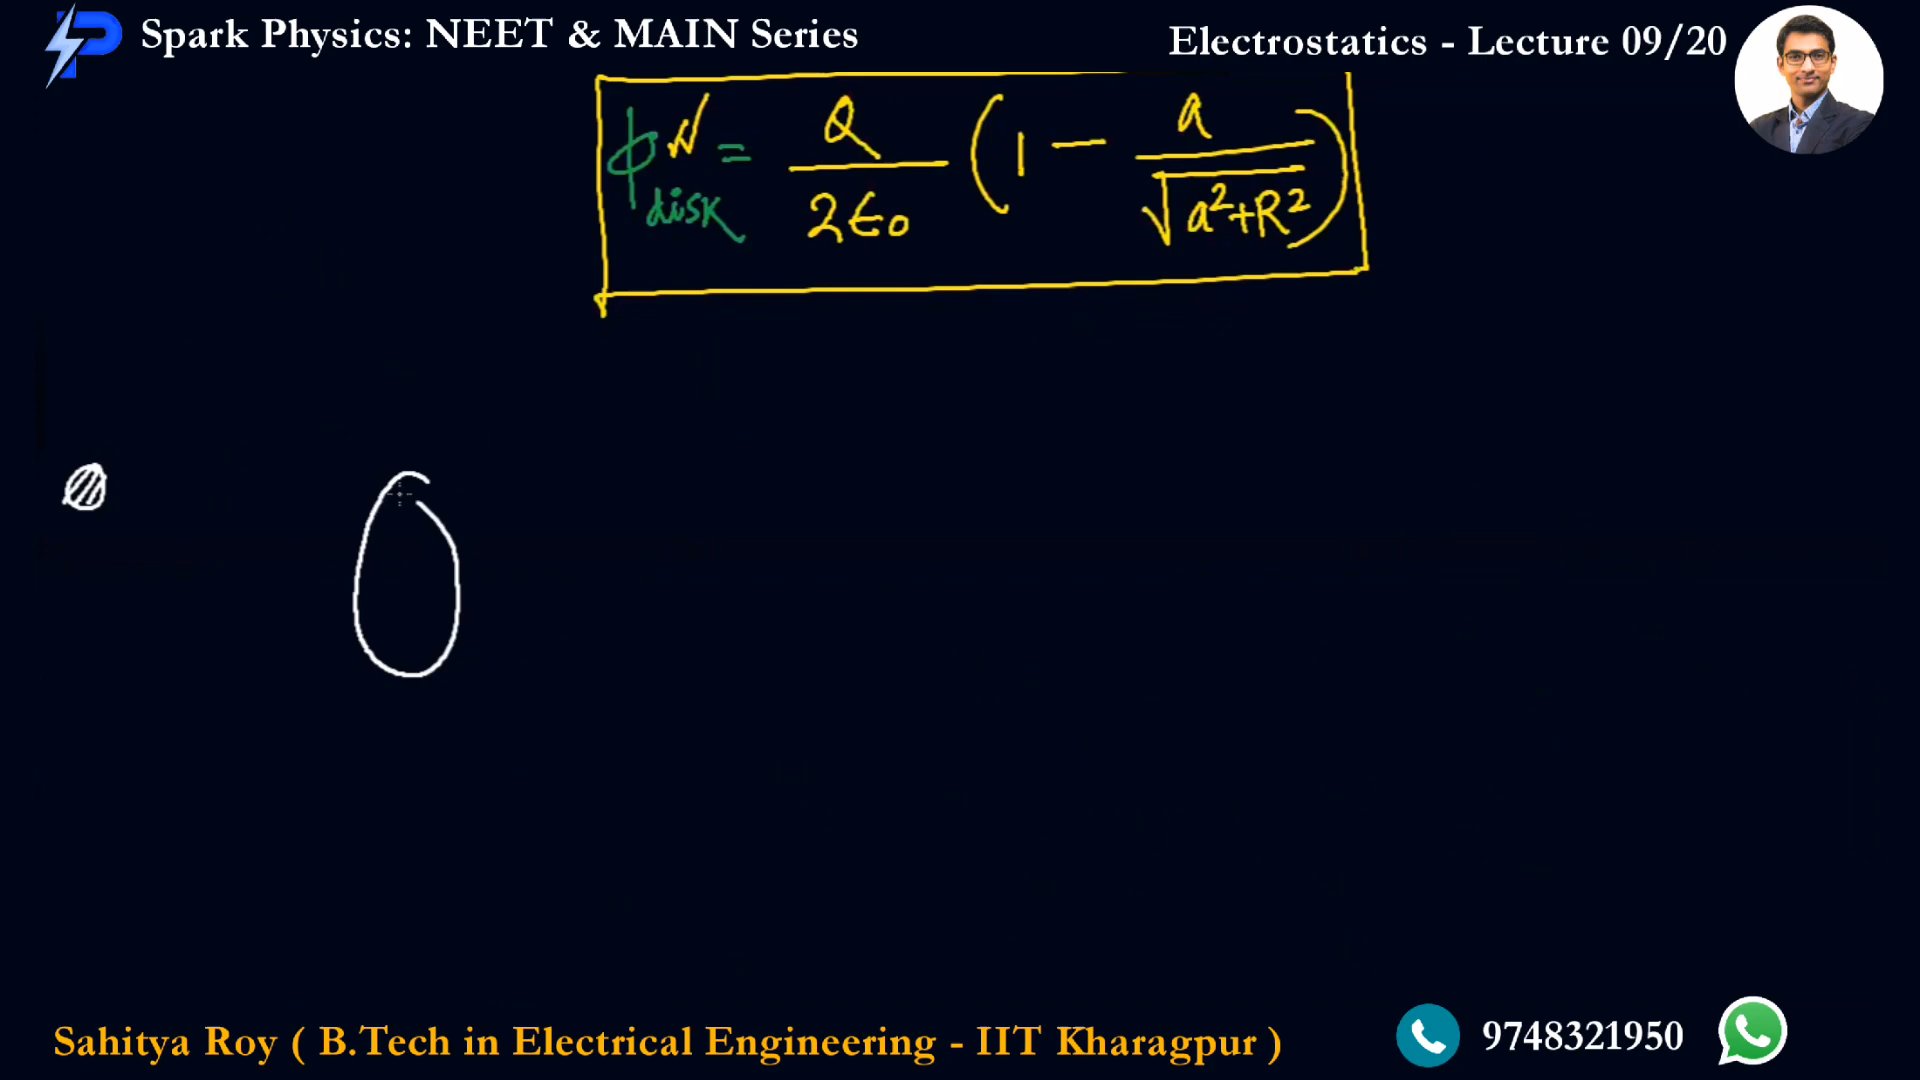 Spark Physics: NEET & MAIN Series
Electrostatics - Lecture 09/20
ϕ_disk = Q / 2ε₀ (1 − a / √(a²+R²))
Sahitya Roy ( B.Tech in Electrical Engineering - IIT Kharagpur )
9748321950